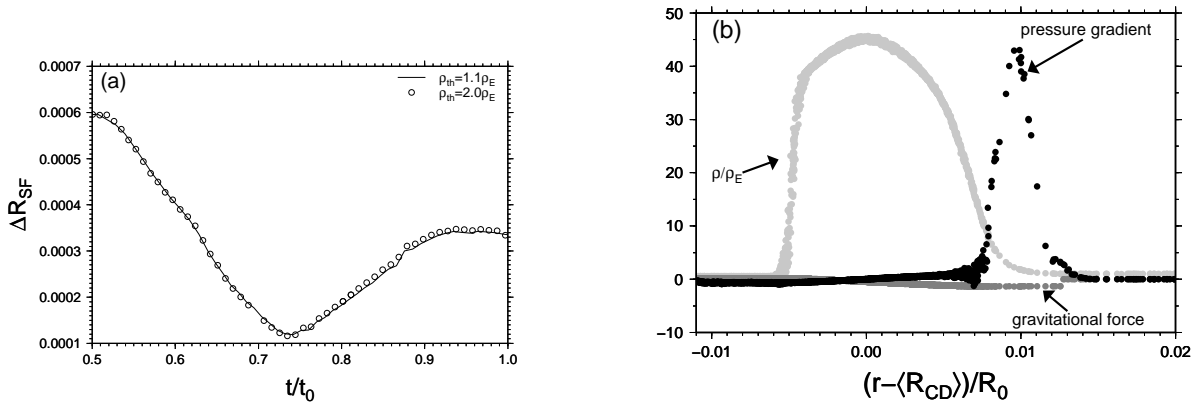 (a)
ρth=1.1ρE
ρth=2.0ρE
0.0007
0.0006
0.0005
0.0004
0.0003
0.0002
0.0001
ΔRSF
0.5 0.6 0.7 0.8 0.9 1.0
t/t0
(b)
pressure gradient
ρ/ρE
gravitational force
50
40
30
20
10
0
−10
−0.01 0.00 0.01 0.02
(r−⟨RCD⟩)/R0